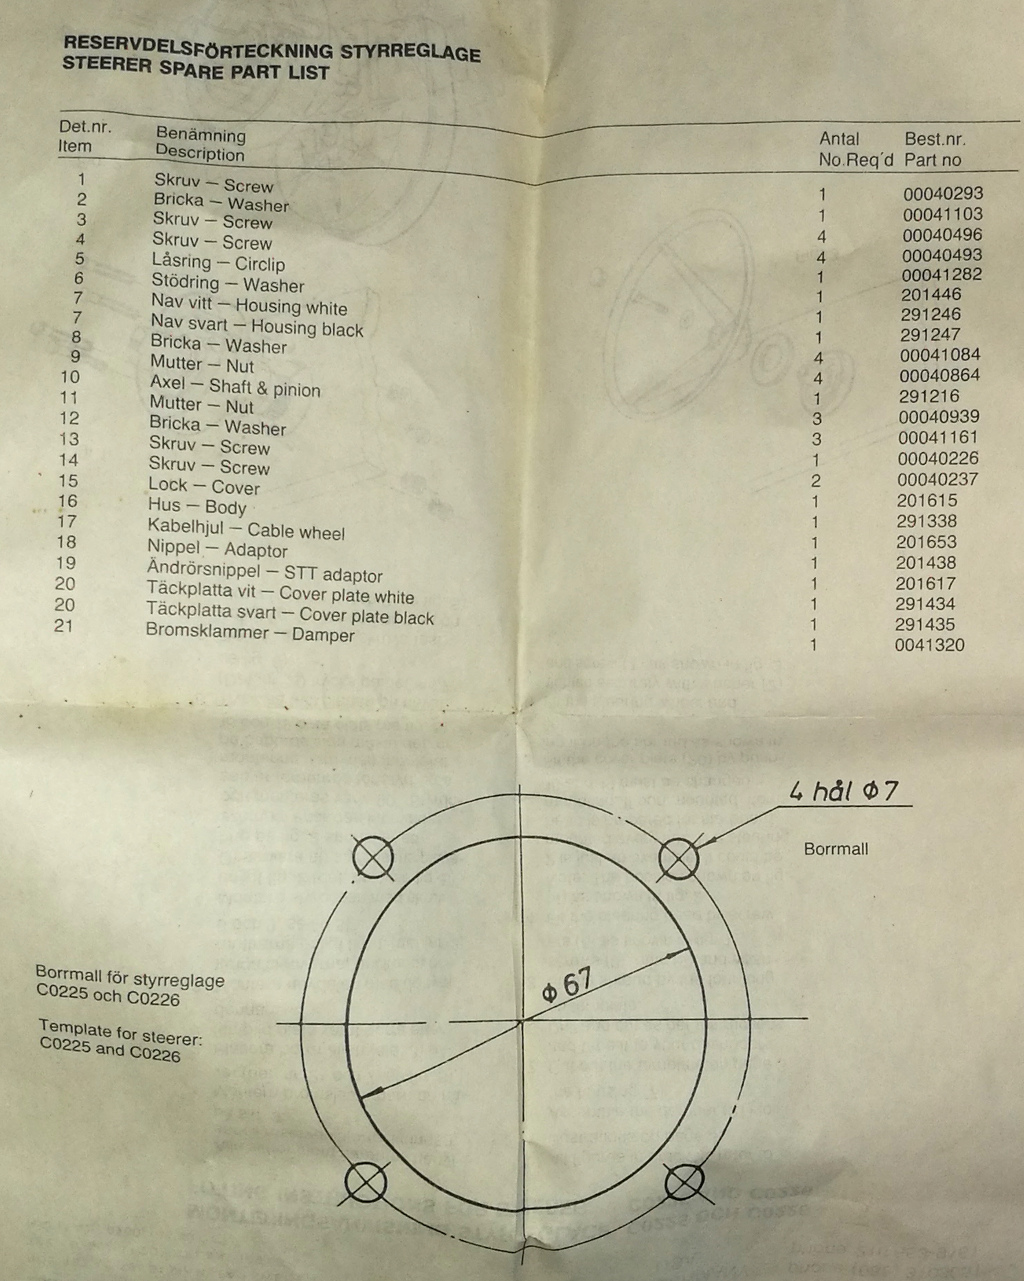 RESERVDELSFÖRTECKNING STYRREGLAGE
STEERER SPARE PART LIST
Det.nr. Benämning Antal Best.nr.
Item Description No.Req'd Part no
1 Skruv — Screw 1 00040293
2 Bricka — Washer 1 00041103
3 Skruv — Screw 4 00040496
4 Skruv — Screw 4 00040493
5 Låsring — Circlip 1 00041282
6 Stödring — Washer 1 201446
7 Nav vitt — Housing white 1 291246
7 Nav svart — Housing black 1 291247
8 Bricka — Washer 4 00041084
9 Mutter — Nut 4 00040864
10 Axel — Shaft & pinion 1 291216
11 Mutter — Nut 3 00040939
12 Bricka — Washer 3 00041161
13 Skruv — Screw 1 00040226
14 Skruv — Screw 2 00040237
15 Lock — Cover 1 201615
16 Hus — Body 1 291338
17 Kabelhjul — Cable wheel 1 201653
18 Nippel — Adaptor 1 201438
19 Ändrörsnippel — STT adaptor 1 201617
20 Täckplatta vit — Cover plate white 1 291434
20 Täckplatta svart — Cover plate black 1 291435
21 Bromsklammer — Damper 1 0041320
4 hål Φ7
Borrmall
Φ67
Borrmall för styrreglage
C0225 och C0226
Template for steerer:
C0225 and C0226